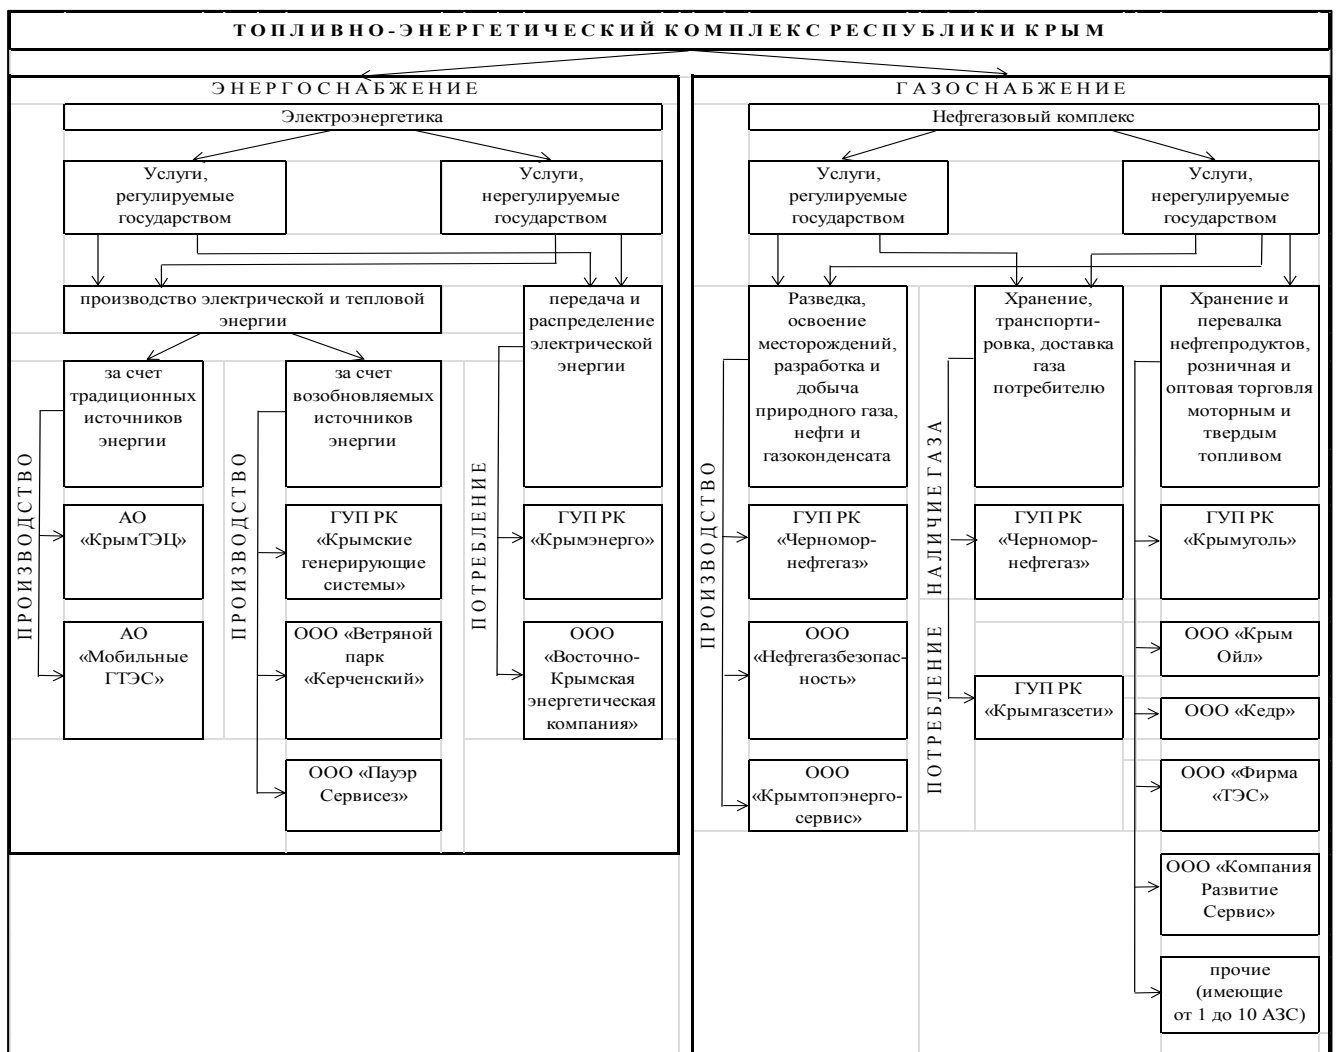 ТОПЛИВНО-ЭНЕРГЕТИЧЕСКИЙ КОМПЛЕКС РЕСПУБЛИКИ КРЫМ
ЭНЕРГОСНАБЖЕНИЕ
Электроэнергетика
Услуги,
регулируемые
государством
Услуги,
нерегулируемые
государством
производство электрической и тепловой
энергии
передача и
распределение
электрической
энергии
за счет
традиционных
источников
энергии
за счет
возобновляемых
источников
энергии
ПРОИЗВОДСТВО
АО
«КрымТЭЦ»
АО
«Мобильные
ГТЭС»
ПРОИЗВОДСТВО
ГУП РК
«Крымские
генерирующие
системы»
ООО «Ветряной
парк
«Керченский»
ООО «Пауэр
Сервисез»
ПОТРЕБЛЕНИЕ
ГУП РК
«Крымэнерго»
ООО
«Восточно-
Крымская
энергетическая
компания»
ГАЗОСНАБЖЕНИЕ
Нефтегазовый комплекс
Услуги,
регулируемые
государством
Услуги,
нерегулируемые
государством
Разведка,
освоение
месторождений,
разработка и
добыча
природного газа,
нефти и
газоконденсата
Хранение,
транспорти-
ровка, доставка
газа
потребителю
Хранение и
перевалка
нефтепродуктов,
розничная и
оптовая торговля
моторным и
твердым
топливом
ПРОИЗВОДСТВО
ГУП РК
«Черномор-
нефтегаз»
ООО
«Нефтегазбезопас-
ность»
ООО
«Крымтопэнерго-
сервис»
НАЛИЧИЕ ГАЗА
ГУП РК
«Черномор-
нефтегаз»
ПОТРЕБЛЕНИЕ
ГУП РК
«Крымгазсети»
ГУП РК
«Крымуголь»
ООО «Крым
Ойл»
ООО «Кедр»
ООО «Фирма
«ТЭС»
ООО «Компания
Развитие
Сервис»
прочие
(имеющие
от 1 до 10 АЗС)